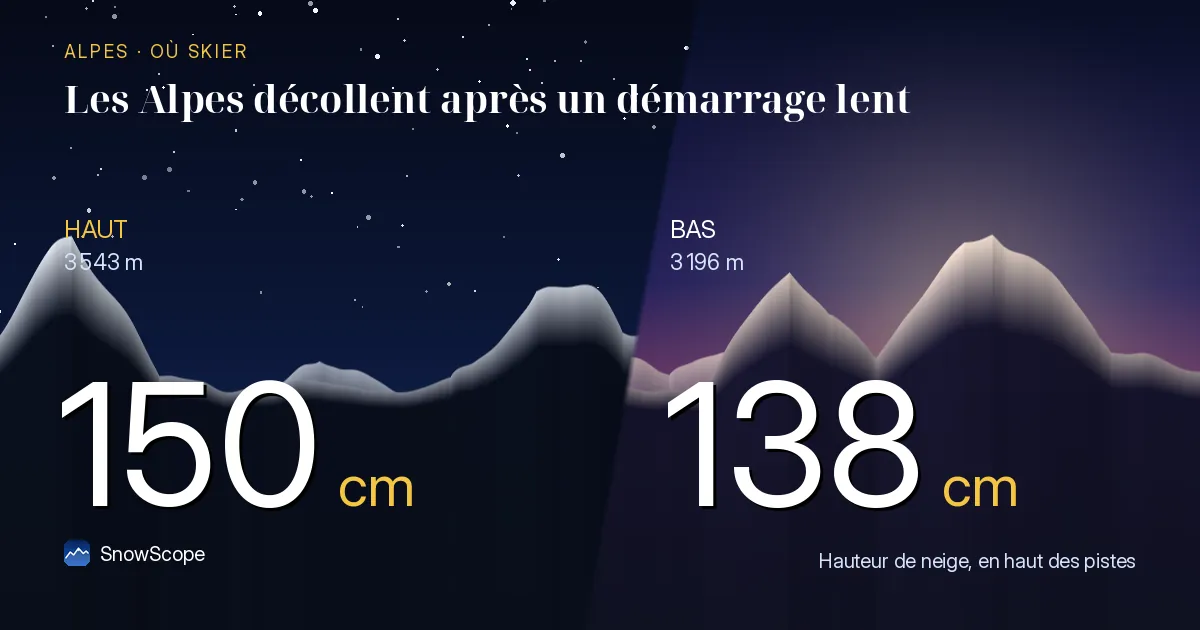 ALPES · OÙ SKIER
Les Alpes décollent après un démarrage lent
HAUT
3 543 m
150 cm
BAS
3 196 m
138 cm
SnowScope
Hauteur de neige, en haut des pistes